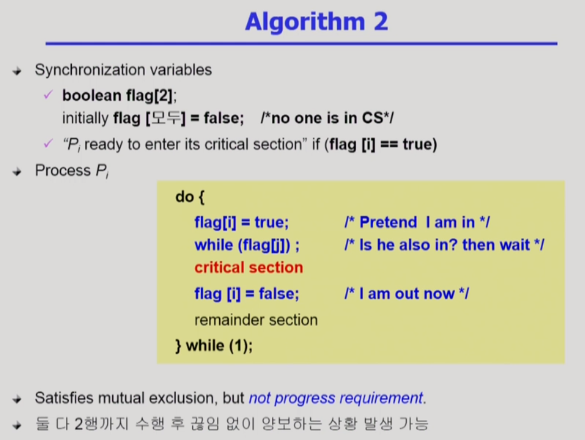 Algorithm 2
Synchronization variables
boolean flag[2];
initially flag [모두] = false; /*no one is in CS*/
"Pi ready to enter its critical section" if (flag [i] == true)
Process Pi
do {
flag[i] = true; /* Pretend I am in */
while (flag[j]) ; /* Is he also in? then wait */
critical section
flag [i] = false; /* I am out now */
remainder section
} while (1);
Satisfies mutual exclusion, but not progress requirement.
둘 다 2행까지 수행 후 끊임 없이 양보하는 상황 발생 가능